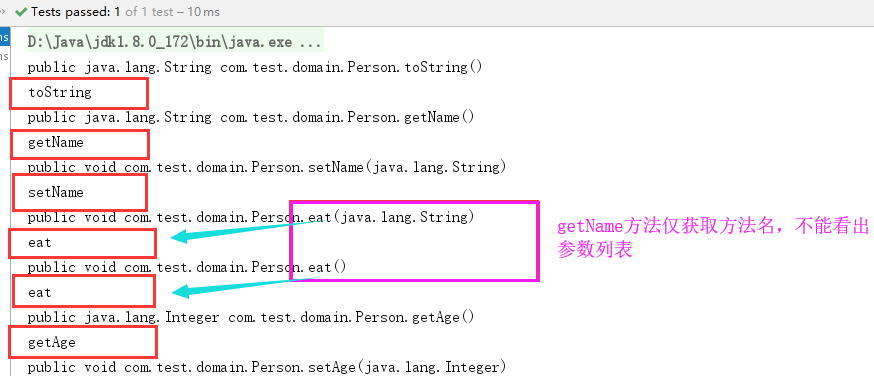 Tests passed: 1 of 1 test – 10 ms
D:\Java\jdk1.8.0_172\bin\java.exe ...
public java.lang.String com.test.domain.Person.toString()
toString
public java.lang.String com.test.domain.Person.getName()
getName
public void com.test.domain.Person.setName(java.lang.String)
setName
public void com.test.domain.Person.eat(java.lang.String)
eat
public void com.test.domain.Person.eat()
eat
public java.lang.Integer com.test.domain.Person.getAge()
getAge
public void com.test.domain.Person.setAge(java.lang.Integer)
getName方法仅获取方法名，不能看出
参数列表
ms
ms